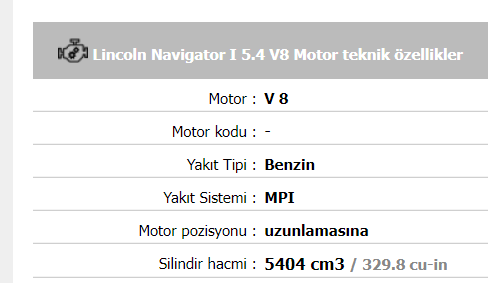 Lincoln Navigator I 5.4 V8 Motor teknik özellikler
Motor : V 8
Motor kodu : -
Yakıt Tipi : Benzin
Yakıt Sistemi : MPI
Motor pozisyonu : uzunlamasına
Silindir hacmi : 5404 cm3 / 329.8 cu-in